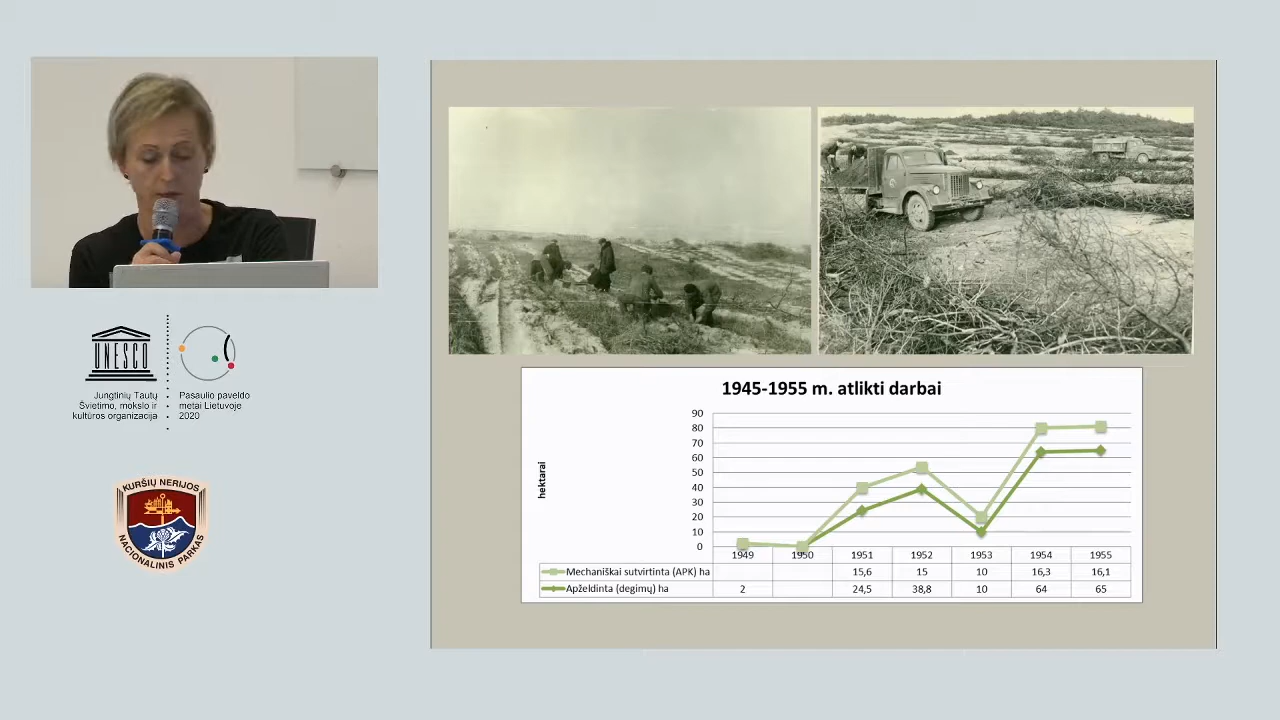 UNESCO
Jungtinių Tautų
Švietimo, mokslo ir
kultūros organizacija
Pasaulio paveldo
metai Lietuvoje
2020
KURŠIŲ NERIJOS
NACIONALINIS PARKAS
1945-1955 m. atlikti darbai
hektarai
90
80
70
60
50
40
30
20
10
0
1949 1950 1951 1952 1953 1954 1955
Mechaniškai sutvirtinta (APK) ha 15,6 15 10 16,3 16,1
Apželdinta (degimų) ha 2 24,5 38,8 10 64 65